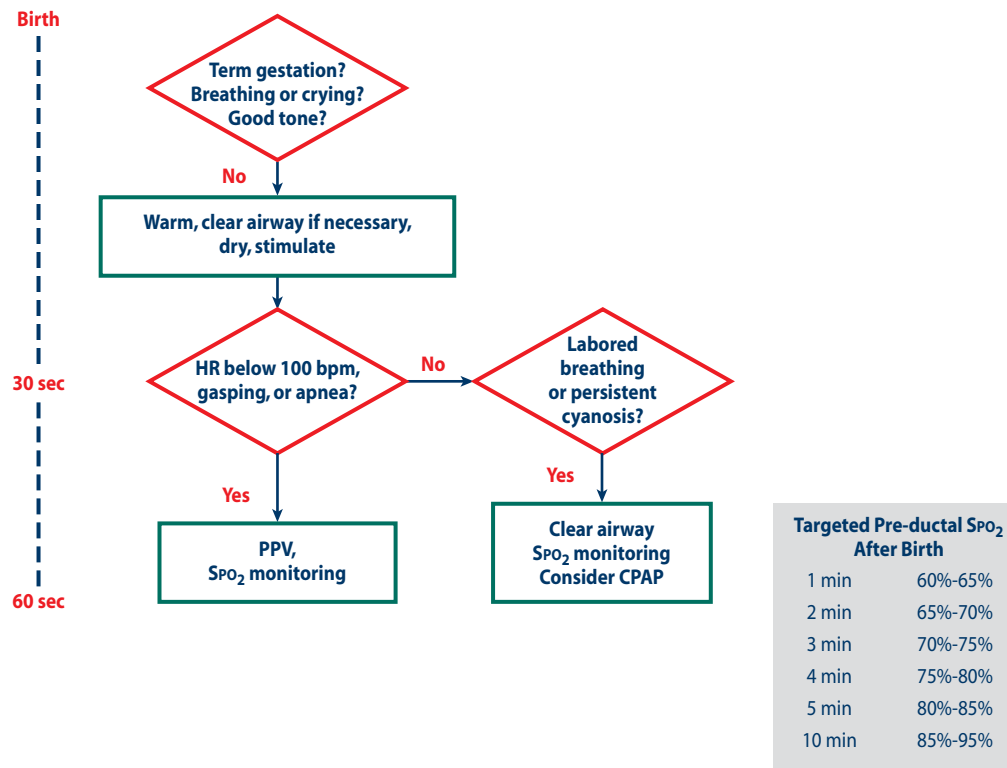 Birth
Term gestation?
Breathing or crying?
Good tone?
No
Warm, clear airway if necessary,
dry, stimulate
30 sec
HR below 100 bpm,
gasping, or apnea?
No
Labored
breathing
or persistent
cyanosis?
Yes
PPV,
SPO₂ monitoring
Yes
Clear airway
SPO₂ monitoring
Consider CPAP
60 sec
Targeted Pre-ductal SPO₂
After Birth
1 min 60%-65%
2 min 65%-70%
3 min 70%-75%
4 min 75%-80%
5 min 80%-85%
10 min 85%-95%